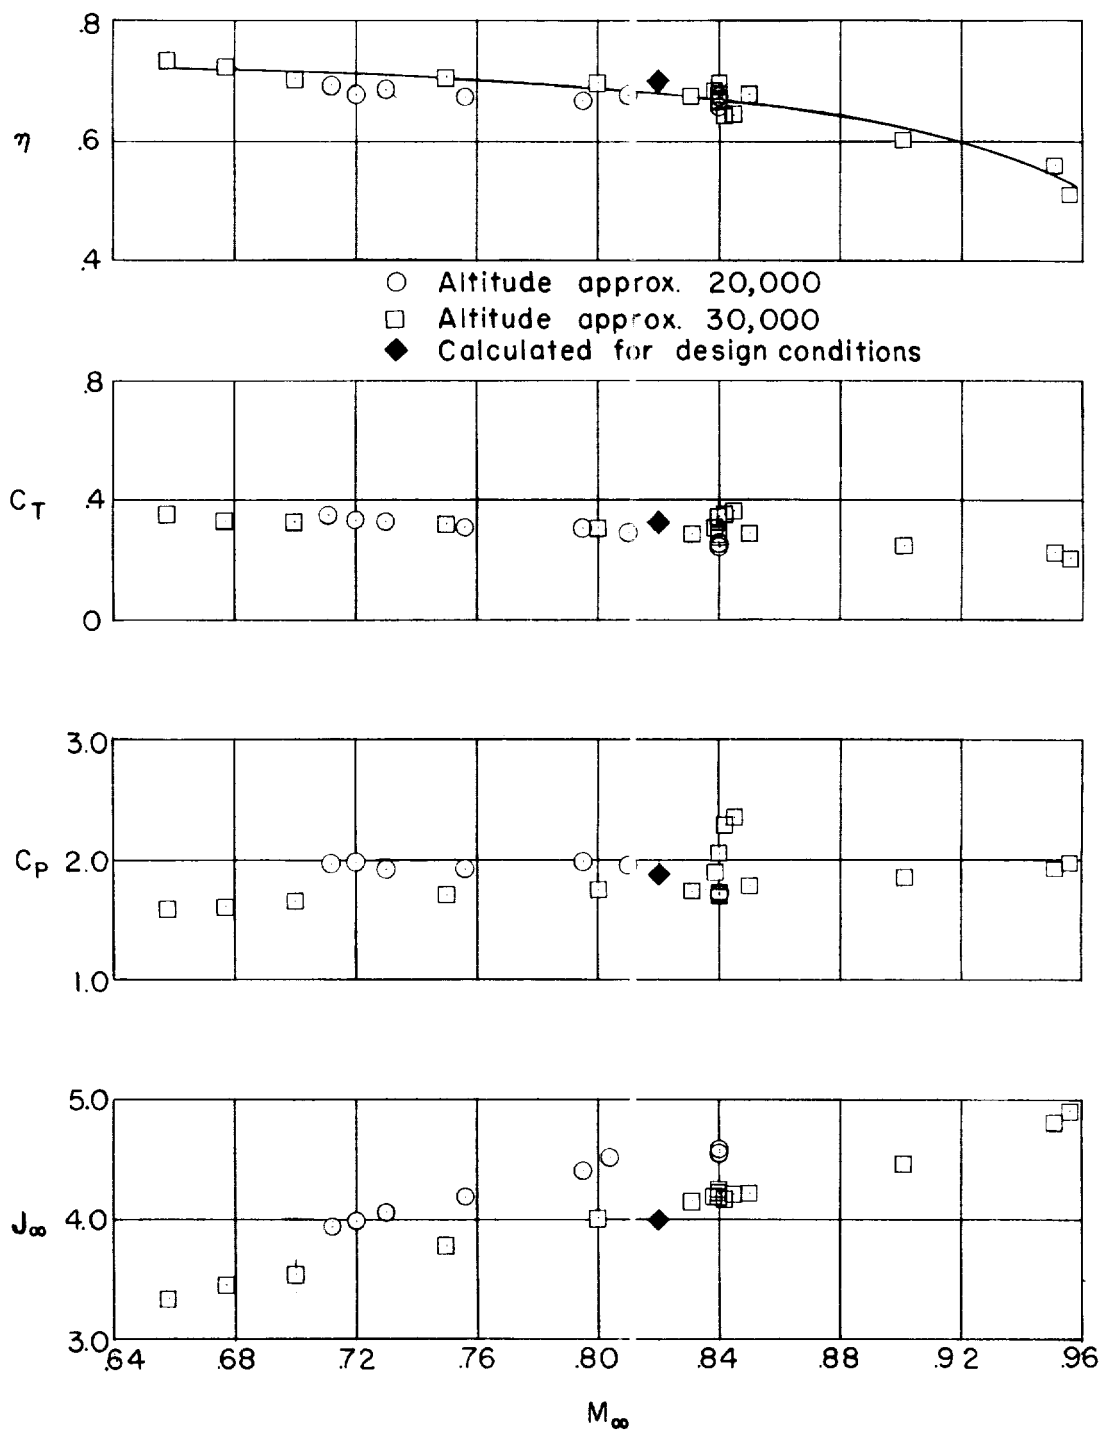 .8
η
.6
.4
Altitude approx. 20,000
Altitude approx. 30,000
Calculated for design conditions
.8
C_T .4
0
3.0
C_P 2.0
1.0
5.0
J_∞ 4.0
3.0
.64 .68 .72 .76 .80 .84 .88 .92 .96
M_∞